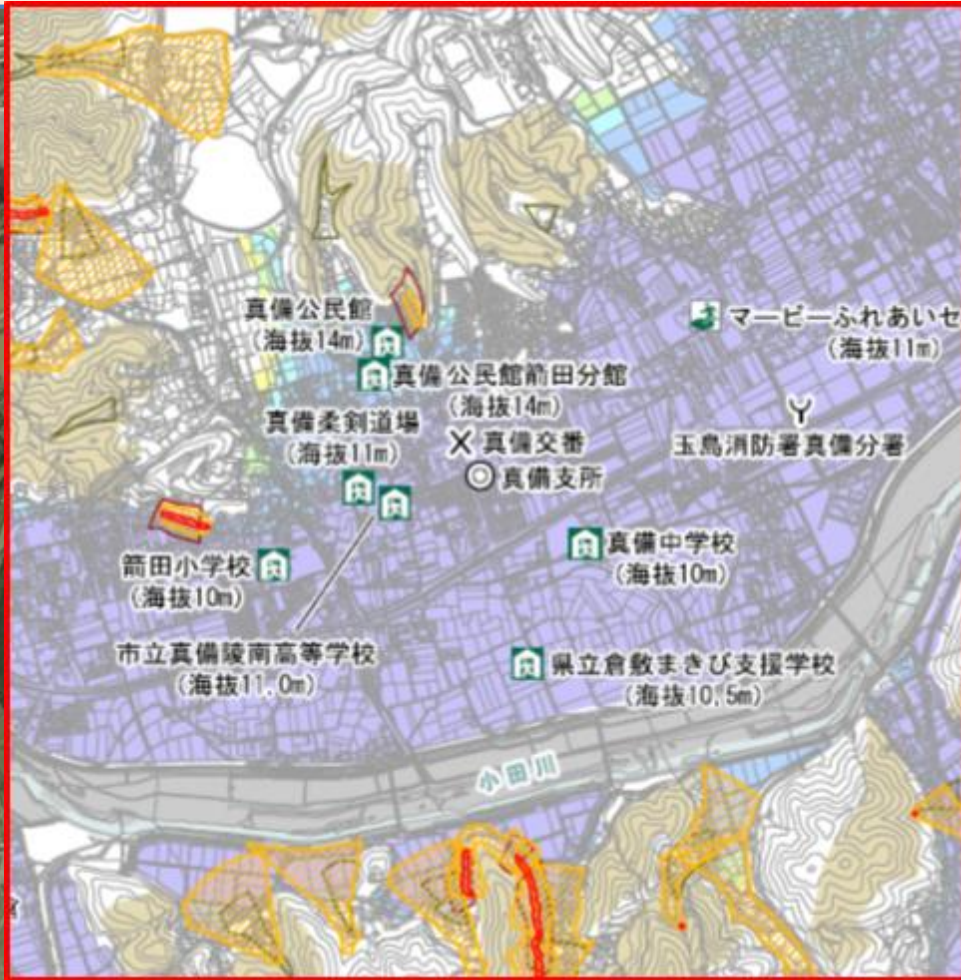 真備公民館
(海抜14m)
マービーふれあいセ
(海抜11m)
真備公民館箭田分館
(海抜14m)
真備柔剣道場
(海抜11m)
真備交番
玉島消防署真備分署
真備支所
真備中学校
(海抜10m)
箭田小学校
(海抜10m)
市立真備陵南高等学校
(海抜11.0m)
県立倉敷まきび支援学校
(海抜10.5m)
小田川